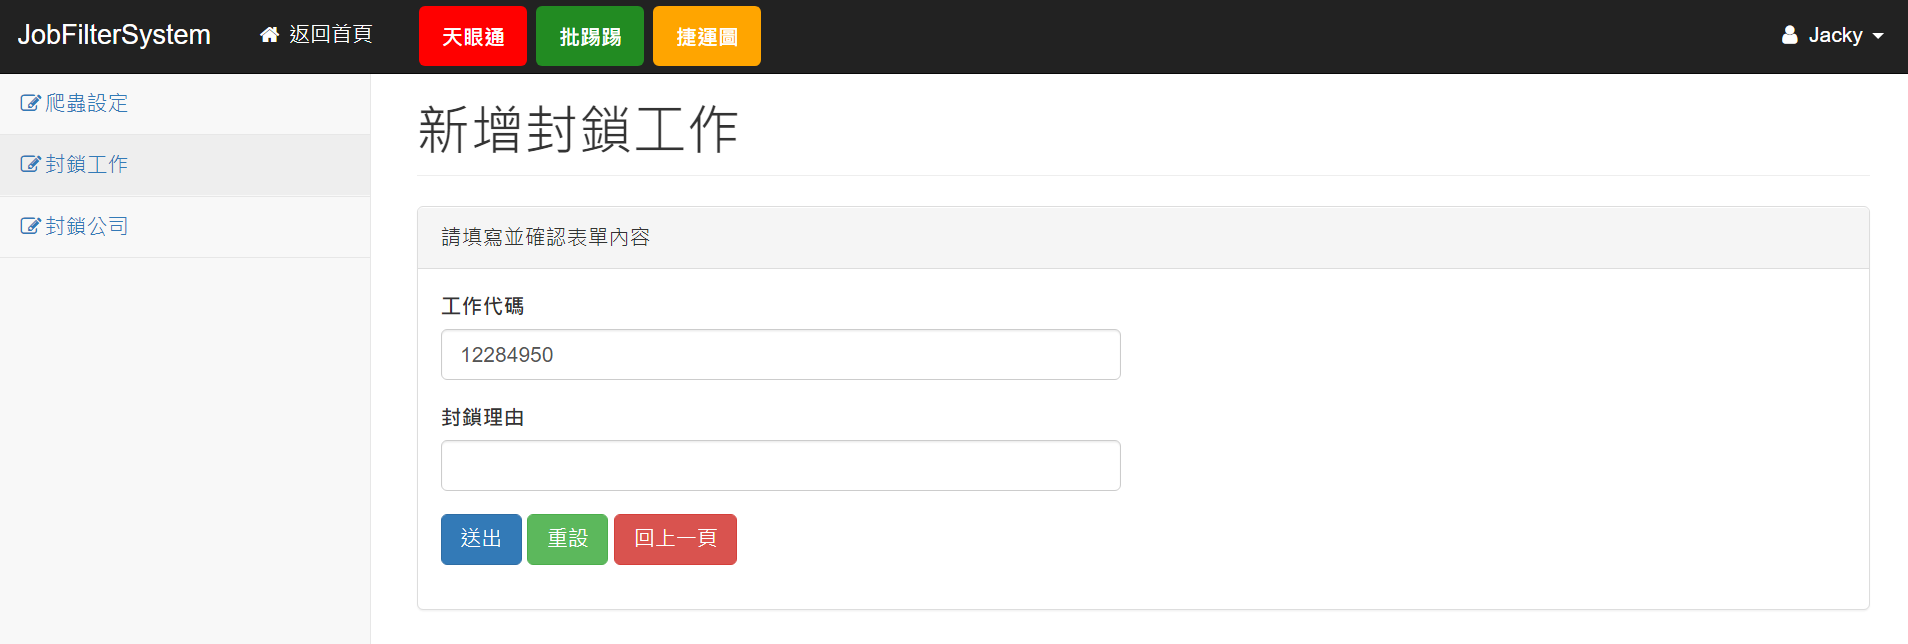 JobFilterSystem 返回首頁 天眼通 批踢踢 捷運圖 Jacky
爬蟲設定
封鎖工作
封鎖公司
新增封鎖工作
請填寫並確認表單內容
工作代碼
12284950
封鎖理由
送出 重設 回上一頁